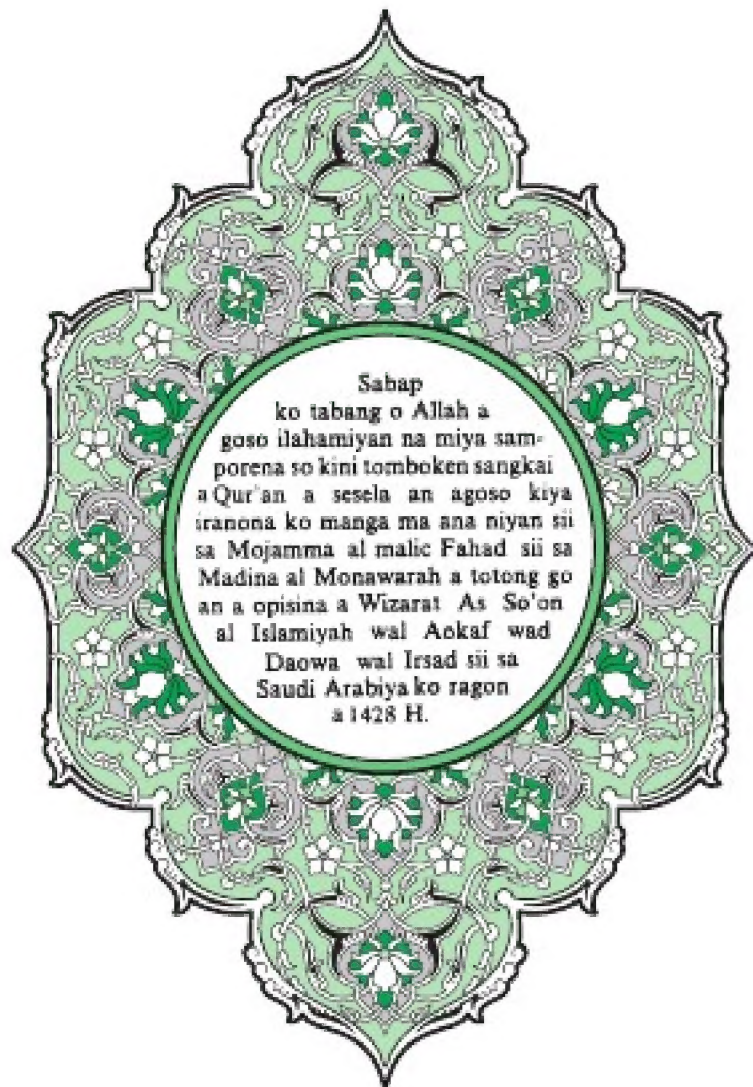 Sabap
ko tabang o Allah a
goso ilahamiyan na miya sam-
porena so kini tomboken sangkai
a Qur'an a sesela an agoso kiya
iranona ko manga ma ana niyan sii
sa Mojamma al malic Fahad sii sa
Madina al Monawarah a totong go
an a opisina a Wizarat As So'on
al Islamiyah wal Aokaf wad
Daowa wal Irsad sii sa
Saudi Arabiya ko ragon
a 1428 H.